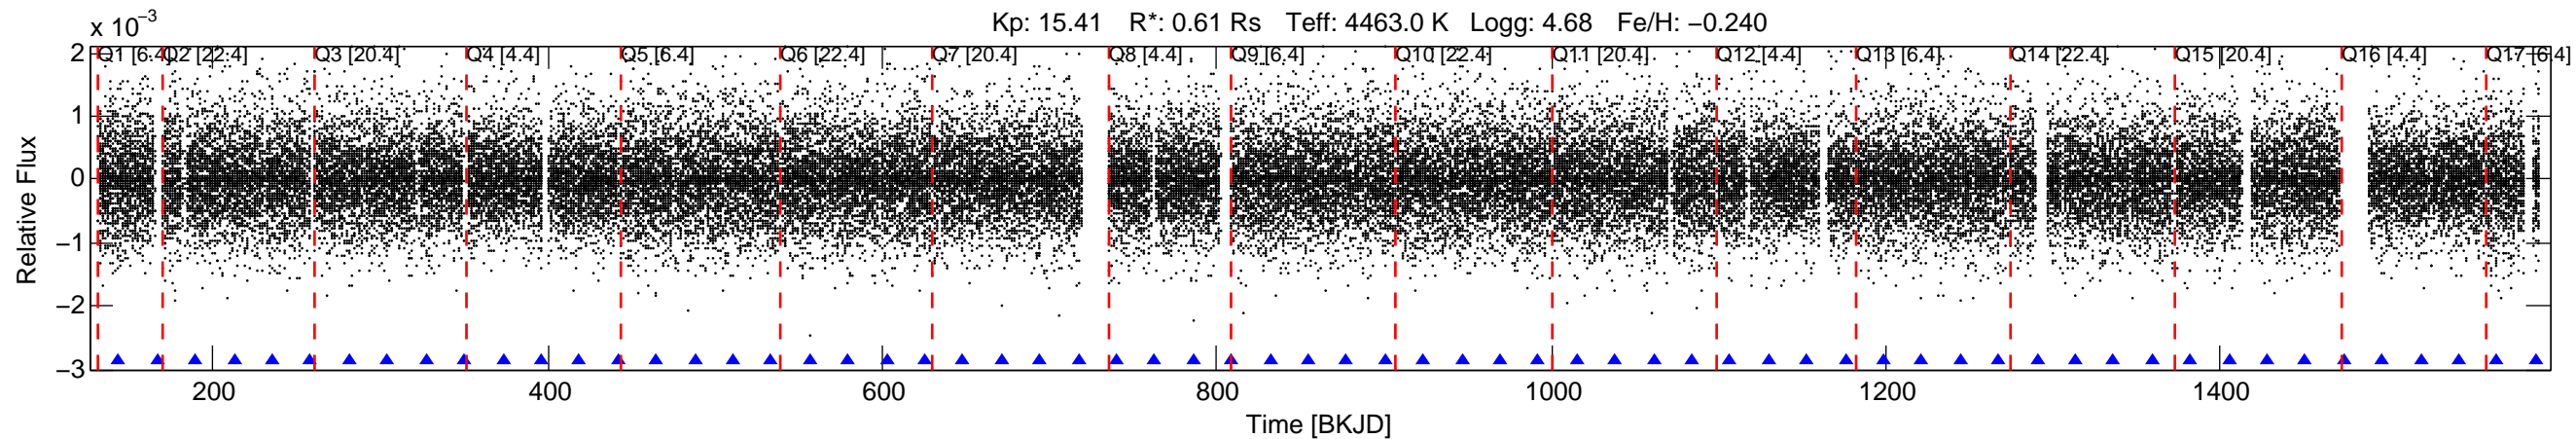 Kp: 15.41 R*: 0.61 Rs Teff: 4463.0 K Logg: 4.68 Fe/H: −0.240
x 10−3
Q1 [6.4] Q2 [22.4] Q3 [20.4] Q4 [4.4] Q5 [6.4] Q6 [22.4] Q7 [20.4] Q8 [4.4] Q9 [6.4] Q10 [22.4] Q11 [20.4] Q12 [4.4] Q13 [6.4] Q14 [22.4] Q15 [20.4] Q16 [4.4] Q17 [6.4]
2
1
0
−1
−2
−3
Relative Flux
200 400 600 800 1000 1200 1400
Time [BKJD]